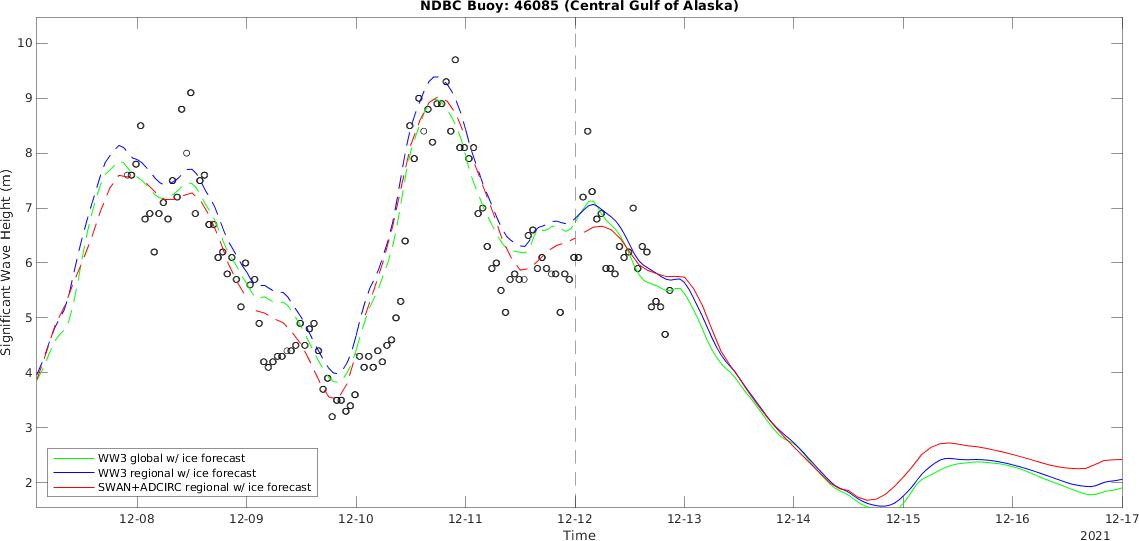 NDBC Buoy: 46085 (Central Gulf of Alaska)
10
9
8
7
6
5
4
3
2
Significant Wave Height (m)
WW3 global w/ ice forecast
WW3 regional w/ ice forecast
SWAN+ADCIRC regional w/ ice forecast
12-08 12-09 12-10 12-11 12-12 12-13 12-14 12-15 12-16 12-17
Time
2021